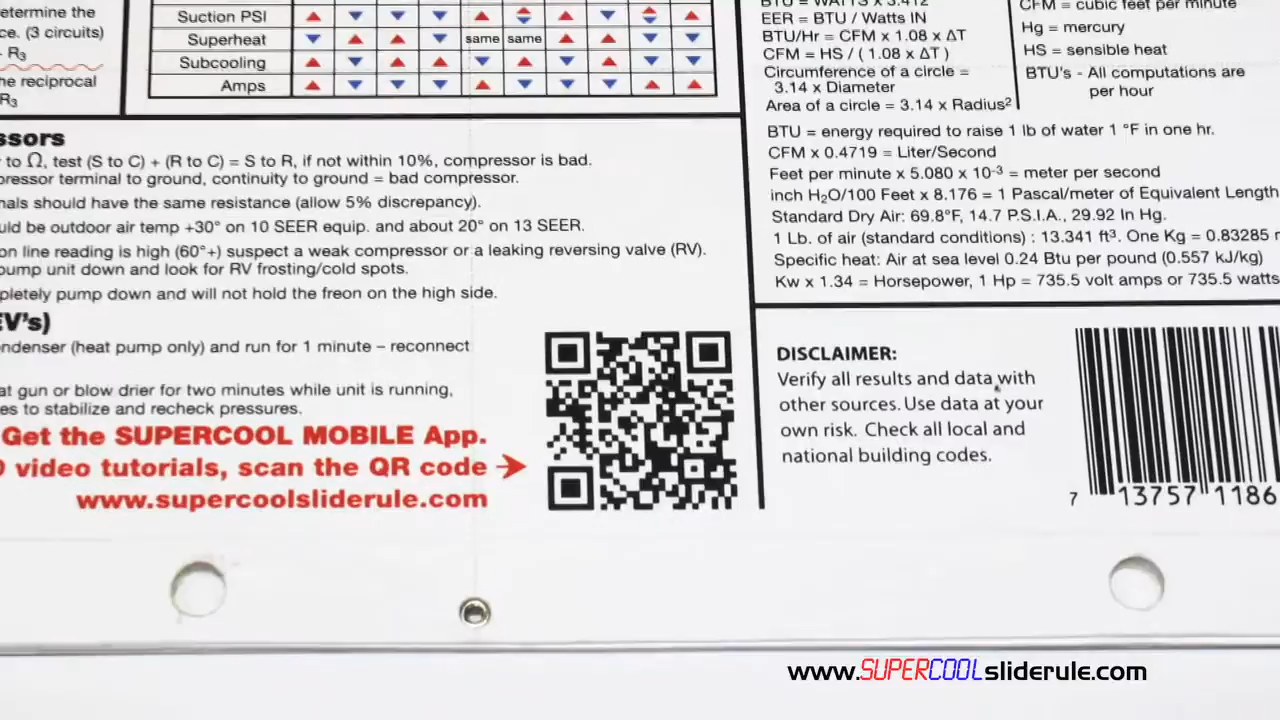 etermine the
ce. (3 circuits)
- R3
he reciprocal
R3
Suction PSI
Superheat same same
Subcooling
Amps
EER = BTU / Watts IN
BTU/Hr = CFM x 1.08 x ΔT
CFM = HS / ( 1.08 x ΔT )
Circumference of a circle =
3.14 x Diameter
Area of a circle = 3.14 x Radius²
CFM = cubic feet per minute
Hg = mercury
HS = sensible heat
BTU's - All computations are
per hour
BTU = energy required to raise 1 lb of water 1 °F in one hr.
CFM x 0.4719 = Liter/Second
Feet per minute x 5.080 x 10⁻³ = meter per second
inch H₂O/100 Feet x 8.176 = 1 Pascal/meter of Equivalent Length
Standard Dry Air: 69.8°F, 14.7 P.S.I.A., 29.92 In Hg.
1 Lb. of air (standard conditions) : 13.341 ft³. One Kg = 0.83285
Specific heat: Air at sea level 0.24 Btu per pound (0.557 kJ/kg)
Kw x 1.34 = Horsepower, 1 Hp = 735.5 volt amps or 735.5 watts
ssors
to Ω, test (S to C) + (R to C) = S to R, if not within 10%, compressor is bad.
pressor terminal to ground, continuity to ground = bad compressor.
nals should have the same resistance (allow 5% discrepancy).
uld be outdoor air temp +30° on 10 SEER equip. and about 20° on 13 SEER.
on line reading is high (60°+) suspect a weak compressor or a leaking reversing valve (RV).
pump unit down and look for RV frosting/cold spots.
pletely pump down and will not hold the freon on the high side.
EV's)
ndenser (heat pump only) and run for 1 minute – reconnect
at gun or blow drier for two minutes while unit is running,
es to stabilize and recheck pressures.
Get the SUPERCOOL MOBILE App.
video tutorials, scan the QR code
www.supercoolsliderule.com
DISCLAIMER:
Verify all results and data with
other sources. Use data at your
own risk. Check all local and
national building codes.
7 13757 1186
www.SUPERCOOLsliderule.com